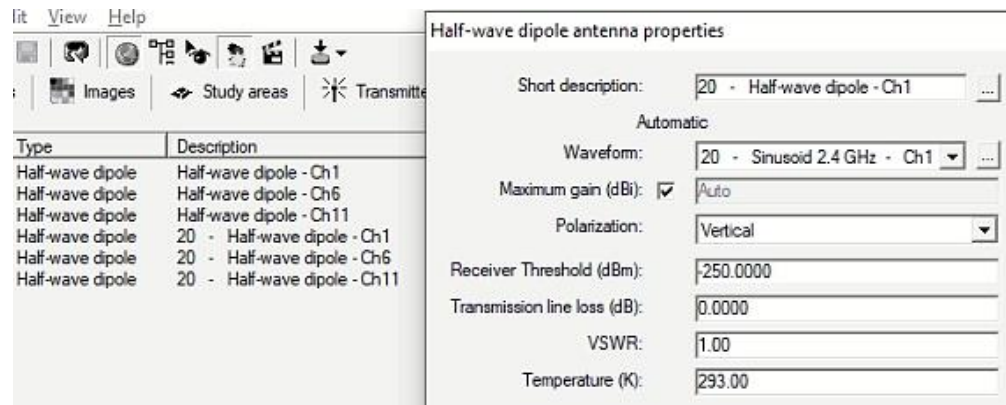 View Help
Images Study areas
Type Description
Half-wave dipole Half-wave dipole - Ch1
Half-wave dipole Half-wave dipole - Ch6
Half-wave dipole Half-wave dipole - Ch11
Half-wave dipole 20 - Half-wave dipole - Ch1
Half-wave dipole 20 - Half-wave dipole - Ch6
Half-wave dipole 20 - Half-wave dipole - Ch11
Half-wave dipole antenna properties
Short description: 20 - Half-wave dipole - Ch1 ...
Automatic
Waveform: 20 - Sinusoid 2.4 GHz - Ch1 ...
Maximum gain (dBi): Auto
Polarization: Vertical
Receiver Threshold (dBm): -250.0000
Transmission line loss (dB): 0.0000
VSWR: 1.00
Temperature (K): 293.00